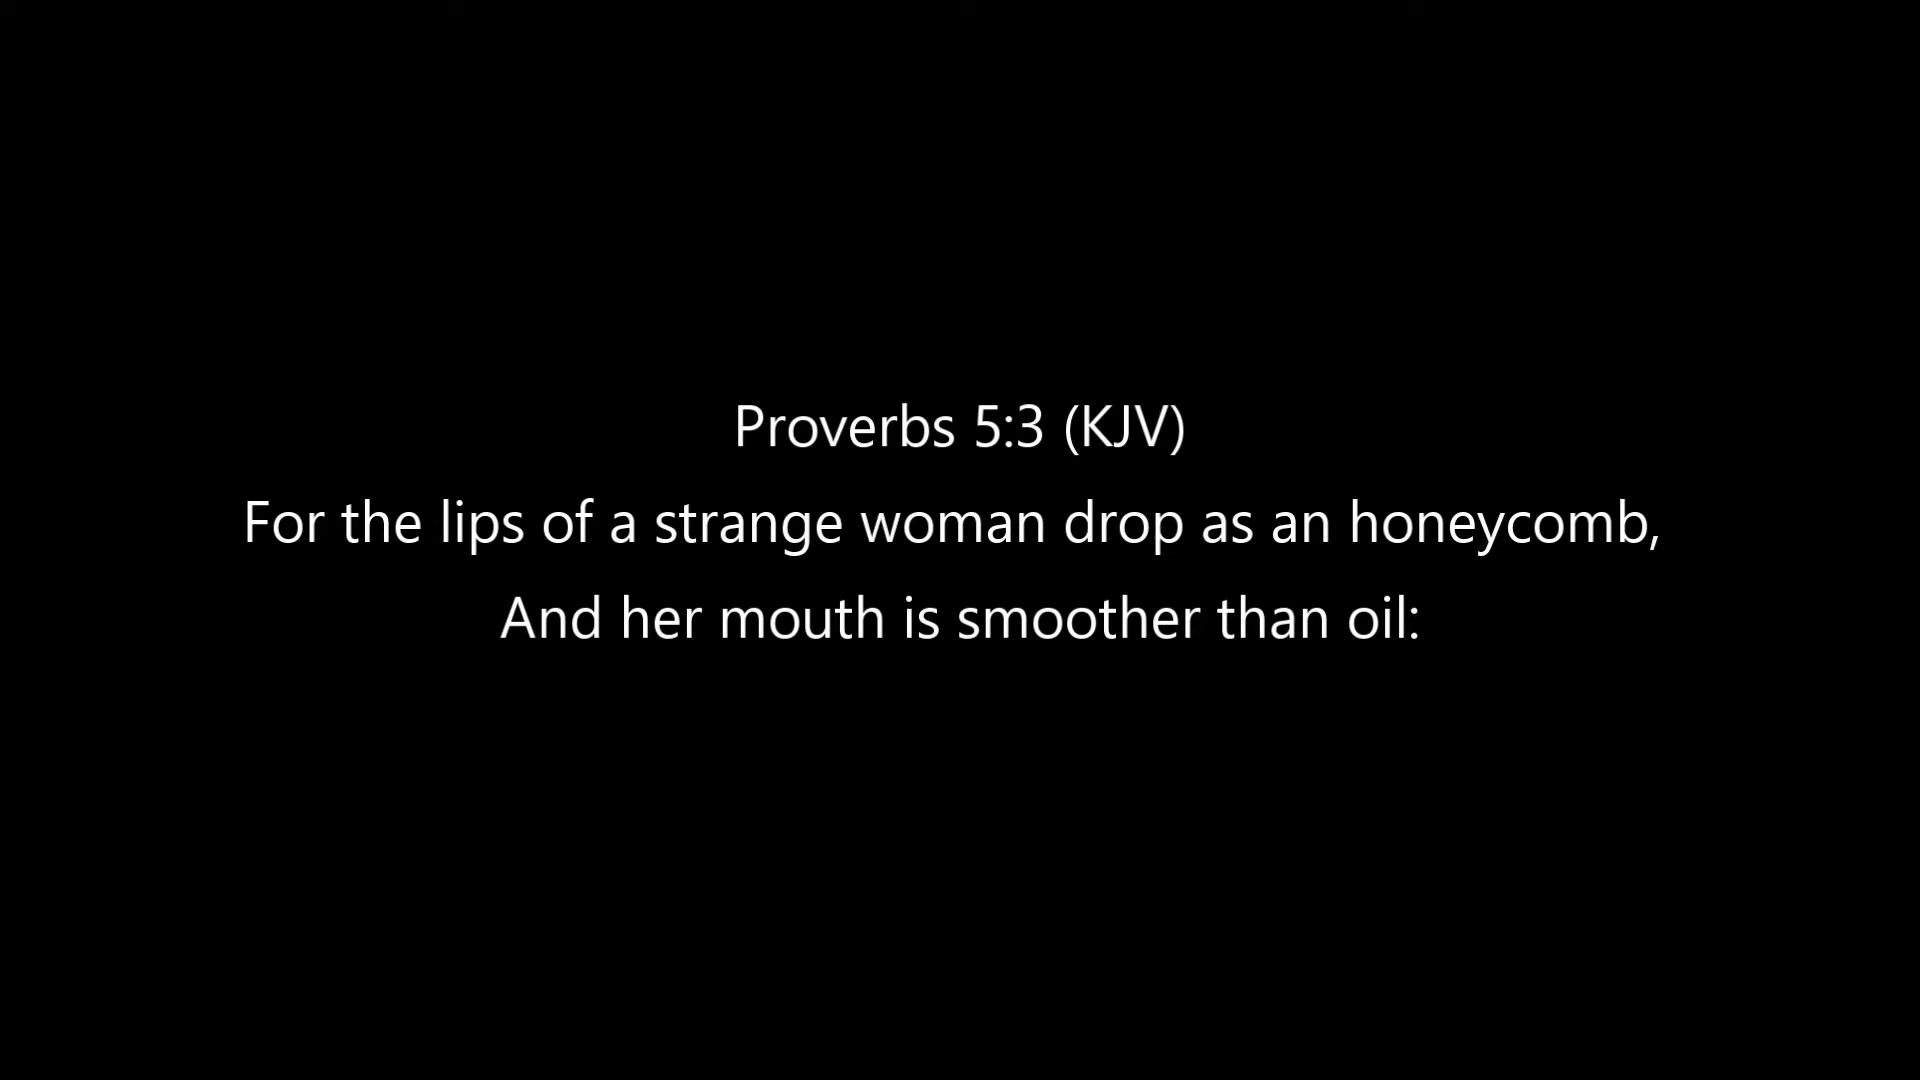 Proverbs 5:3 (KJV)
For the lips of a strange woman drop as an honeycomb,
And her mouth is smoother than oil: